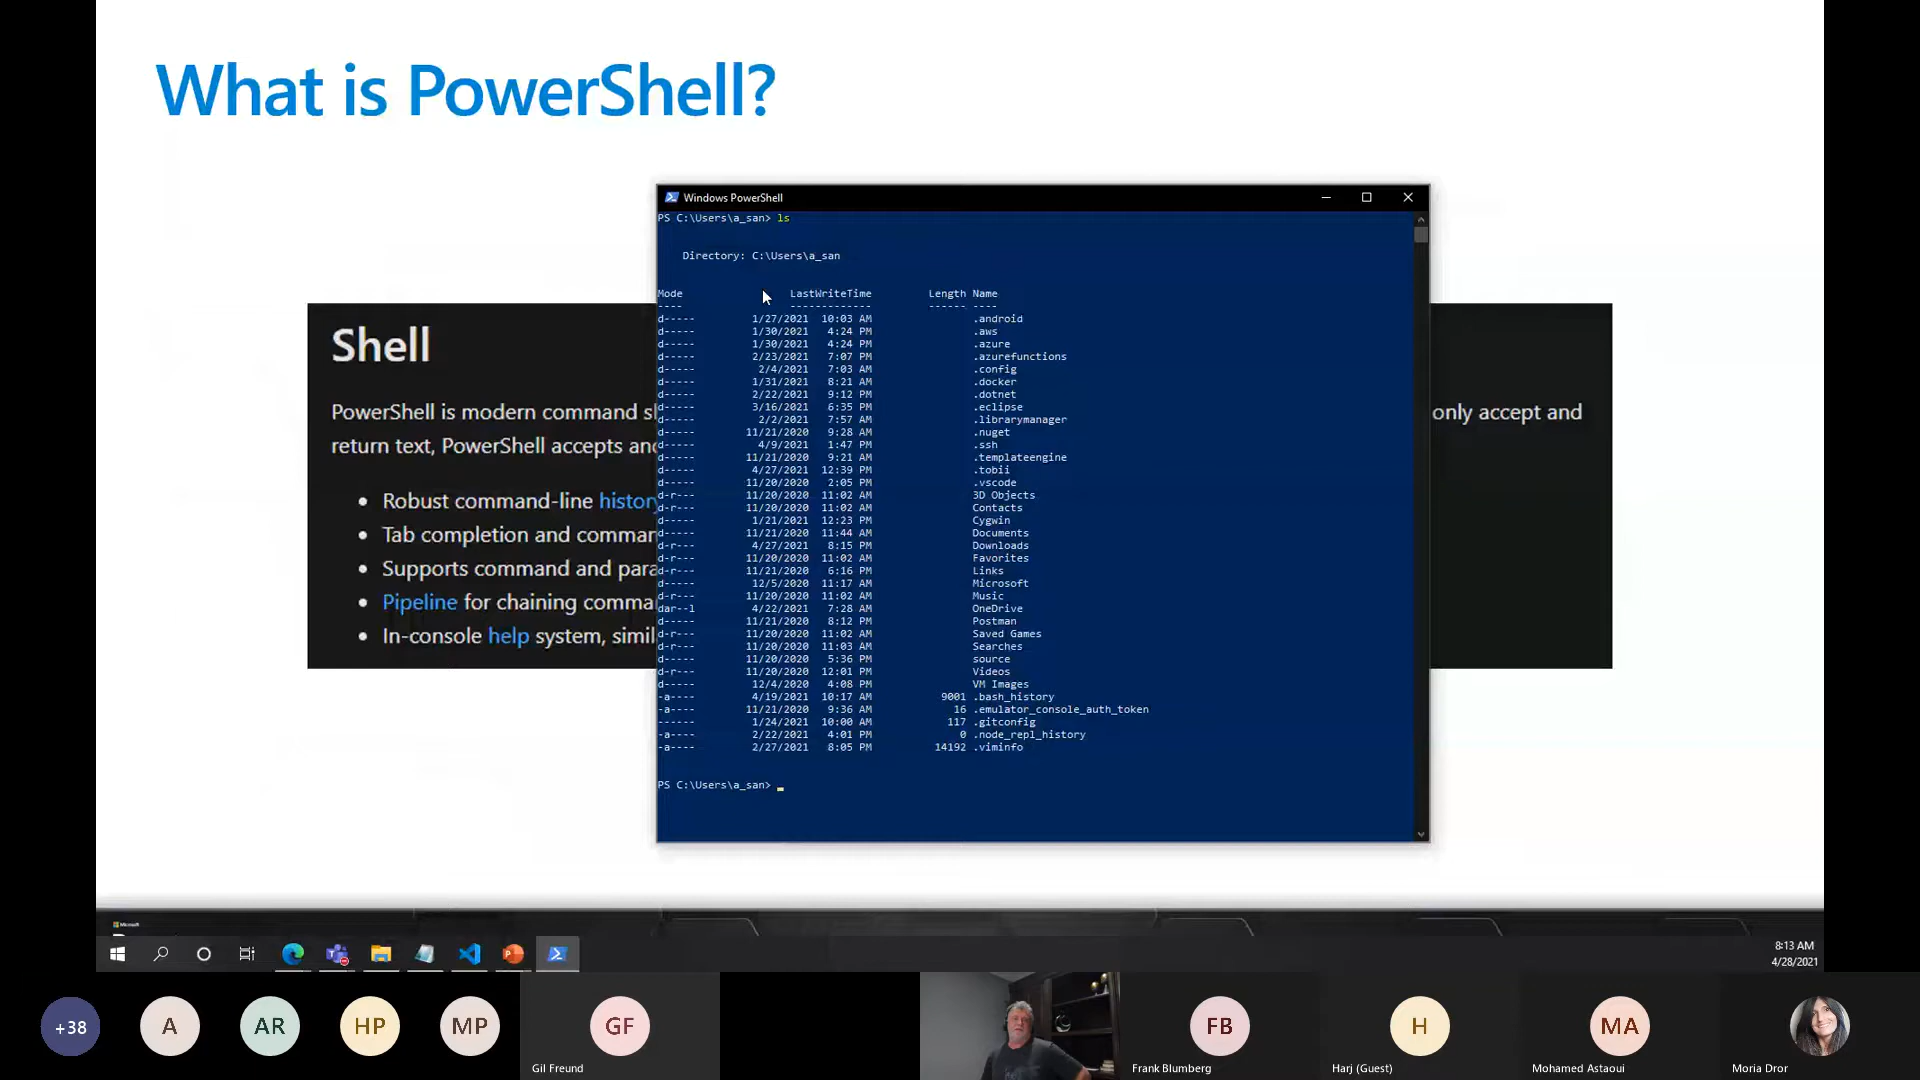 What is PowerShell?
Windows PowerShell
PS C:\Users\a_san> ls
Directory: C:\Users\a_san
Mode LastWriteTime Length Name
---- ------------- ------ ----
d----- 1/27/2021 10:03 AM .android
d----- 1/30/2021 4:24 PM .aws
d----- 1/30/2021 4:24 PM .azure
d----- 2/23/2021 7:07 PM .azurefunctions
d----- 2/4/2021 7:03 AM .config
d----- 1/31/2021 8:21 AM .docker
d----- 2/22/2021 9:12 PM .dotnet
d----- 3/16/2021 6:35 PM .eclipse
d----- 2/2/2021 7:57 AM .librarymanager
d----- 11/21/2020 9:28 AM .nuget
d----- 4/9/2021 1:47 PM .ssh
d----- 11/21/2020 9:21 AM .templateengine
d----- 4/27/2021 12:39 PM .tobii
d----- 11/20/2020 2:05 PM .vscode
d-r--- 11/20/2020 11:02 AM 3D Objects
d-r--- 11/20/2020 11:02 AM Contacts
d----- 1/21/2021 12:23 PM Cygwin
d----- 11/21/2020 11:44 AM Documents
d-r--- 4/27/2021 8:15 PM Downloads
d-r--- 11/20/2020 11:02 AM Favorites
d-r--- 11/21/2020 6:16 PM Links
d----- 12/5/2020 11:17 AM Microsoft
d-r--- 11/20/2020 11:02 AM Music
dar--l 4/22/2021 7:28 AM OneDrive
d----- 11/21/2020 8:12 PM Postman
d-r--- 11/20/2020 11:02 AM Saved Games
d-r--- 11/20/2020 11:03 AM Searches
d----- 11/20/2020 5:36 PM source
d-r--- 11/20/2020 12:01 PM Videos
d----- 12/4/2020 4:08 PM VM Images
-a---- 4/19/2021 10:17 AM 9001 .bash_history
-a---- 11/21/2020 9:36 AM 16 .emulator_console_auth_token
------ 1/24/2021 10:00 AM 117 .gitconfig
-a---- 2/22/2021 4:01 PM 0 .node_repl_history
-a---- 2/27/2021 8:05 PM 14192 .viminfo
PS C:\Users\a_san>
Shell
PowerShell is modern command only accept and
return text, PowerShell accepts
Robust command-line history
Tab completion and
Supports command and
Pipeline for chaining
In-console help system,
Microsoft
8:13 AM
4/28/2021
+38 A AR HP MP GF FB H MA
Gil Freund Frank Blumberg Harj (Guest) Mohamed Astaoui Moria Dror